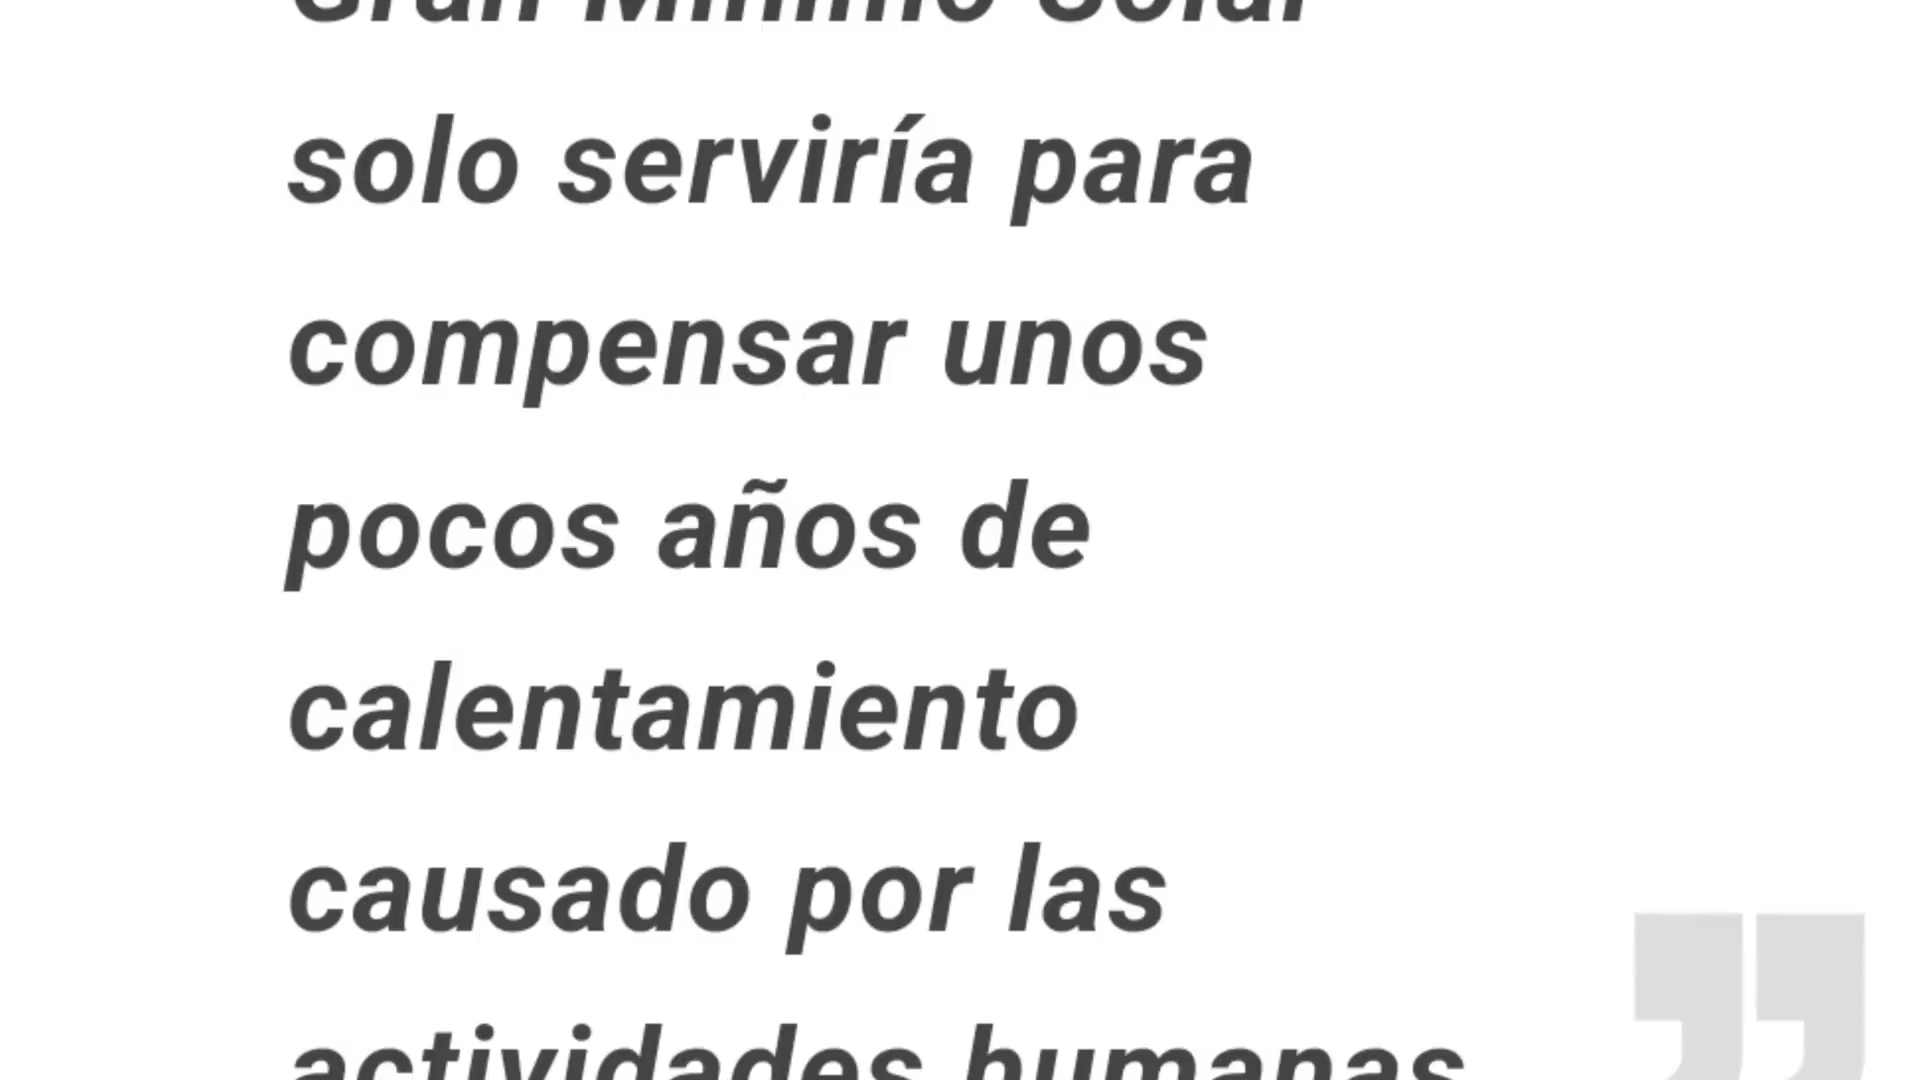 Gran Mínimo Solar
solo serviría para
compensar unos
pocos años de
calentamiento
causado por las
actividades humanas
”